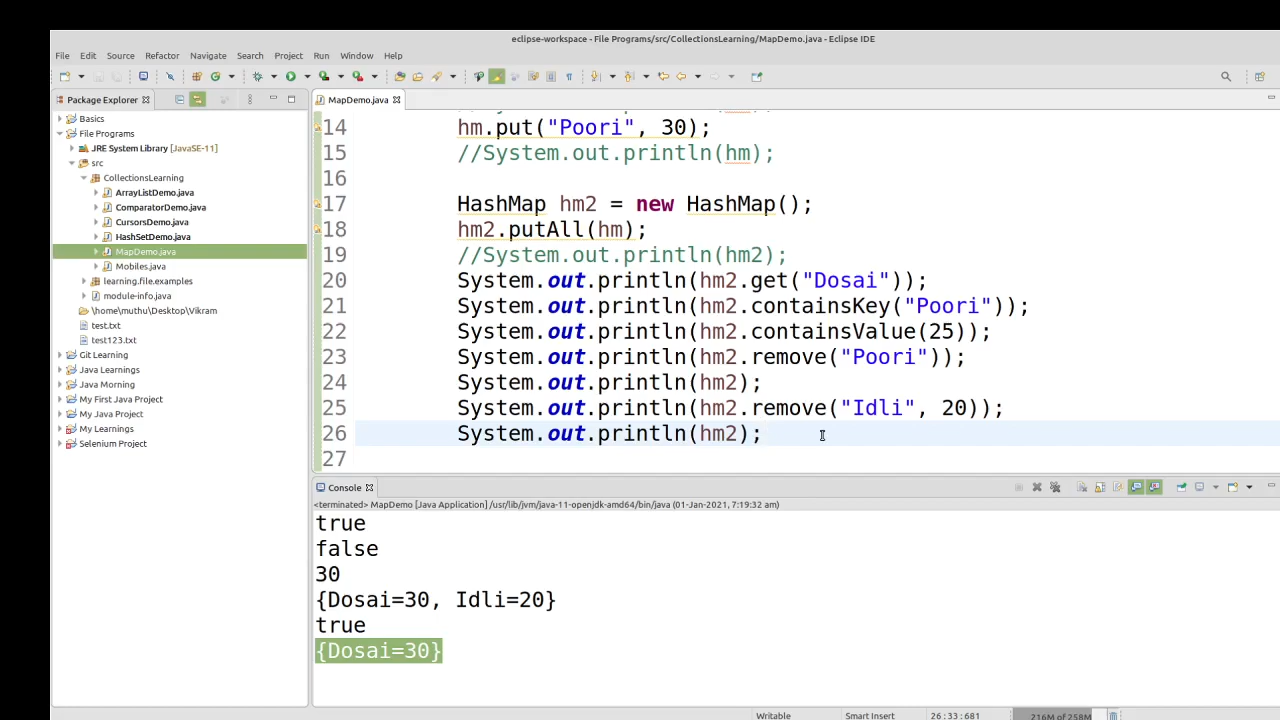 eclipse-workspace - File Programs/src/CollectionsLearning/MapDemo.java - Eclipse IDE
File Edit Source Refactor Navigate Search Project Run Window Help
Package Explorer
Basics
File Programs
JRE System Library [JavaSE-11]
src
CollectionsLearning
ArrayListDemo.java
ComparatorDemo.java
CursorsDemo.java
HashSetDemo.java
MapDemo.java
Mobiles.java
learning.file.examples
module-info.java
\home\muthu\Desktop\Vikram
test.txt
test123.txt
Git Learning
Java Learnings
Java Morning
My First Java Project
My Java Project
My Learnings
Selenium Project
MapDemo.java
14 hm.put("Poori", 30);
15 //System.out.println(hm);
16
17 HashMap hm2 = new HashMap();
18 hm2.putAll(hm);
19 //System.out.println(hm2);
20 System.out.println(hm2.get("Dosai"));
21 System.out.println(hm2.containsKey("Poori"));
22 System.out.println(hm2.containsValue(25));
23 System.out.println(hm2.remove("Poori"));
24 System.out.println(hm2);
25 System.out.println(hm2.remove("Idli", 20));
26 System.out.println(hm2);
27
Console
<terminated> MapDemo [Java Application] /usr/lib/jvm/java-11-openjdk-amd64/bin/java (01-Jan-2021, 7:19:32 am)
true
false
30
{Dosai=30, Idli=20}
true
{Dosai=30}
Writable Smart Insert 26:33:681 216M of 258M